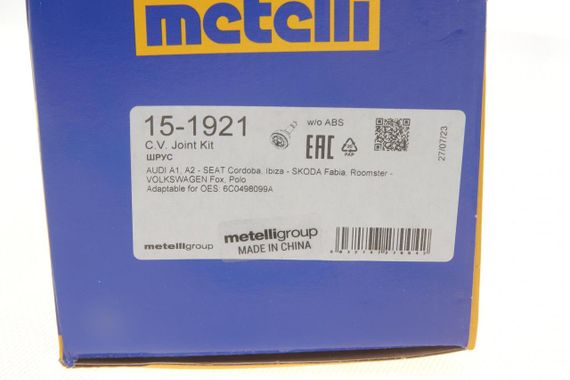 metelli
15-1921
w/o ABS
C.V. Joint Kit
ШРУС
EAC
PAP
27/07/23
AUDI A1, A2 - SEAT Cordoba, Ibiza - SKODA Fabia, Roomster -
VOLKSWAGEN Fox, Polo
Adaptable for OES: 6C0498099A
metelligroup
metelligroup
MADE IN CHINA